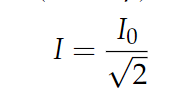 I = I₀ / √2